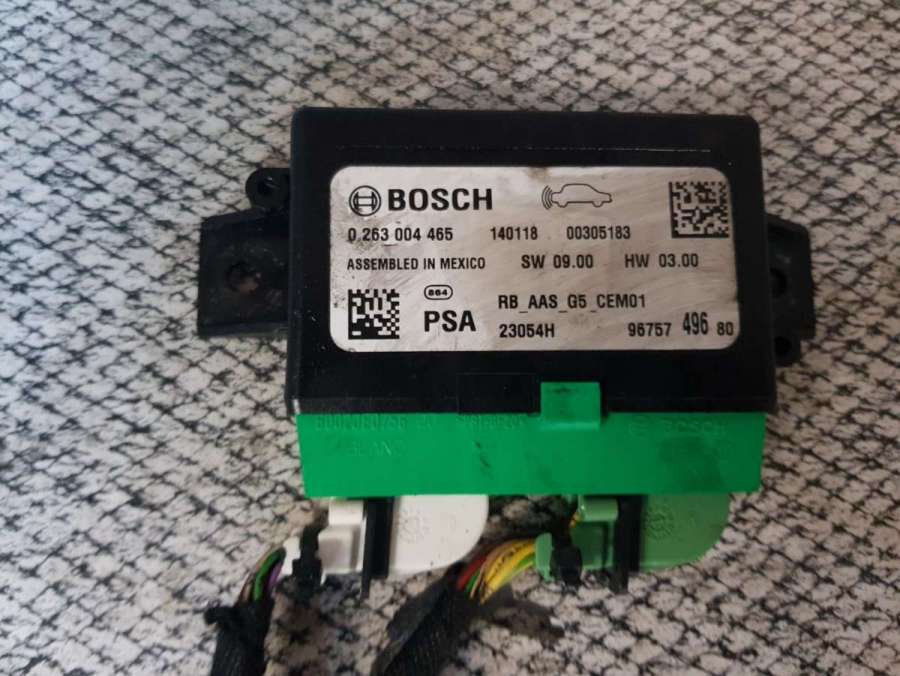 BOSCH
0 263 004 465 140118 00305183
ASSEMBLED IN MEXICO SW 09.00 HW 03.00
864 RB_AAS_G5_CEM01
PSA 23054H 96757 496 80
BOSCH